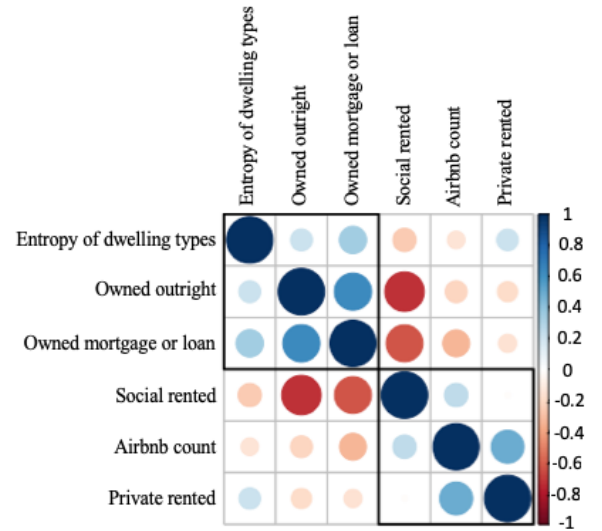 Entropy of dwelling types
Owned outright
Owned mortgage or loan
Social rented
Airbnb count
Private rented
Entropy of dwelling types
Owned outright
Owned mortgage or loan
Social rented
Airbnb count
Private rented
1
0.8
0.6
0.4
0.2
0
-0.2
-0.4
-0.6
-0.8
-1